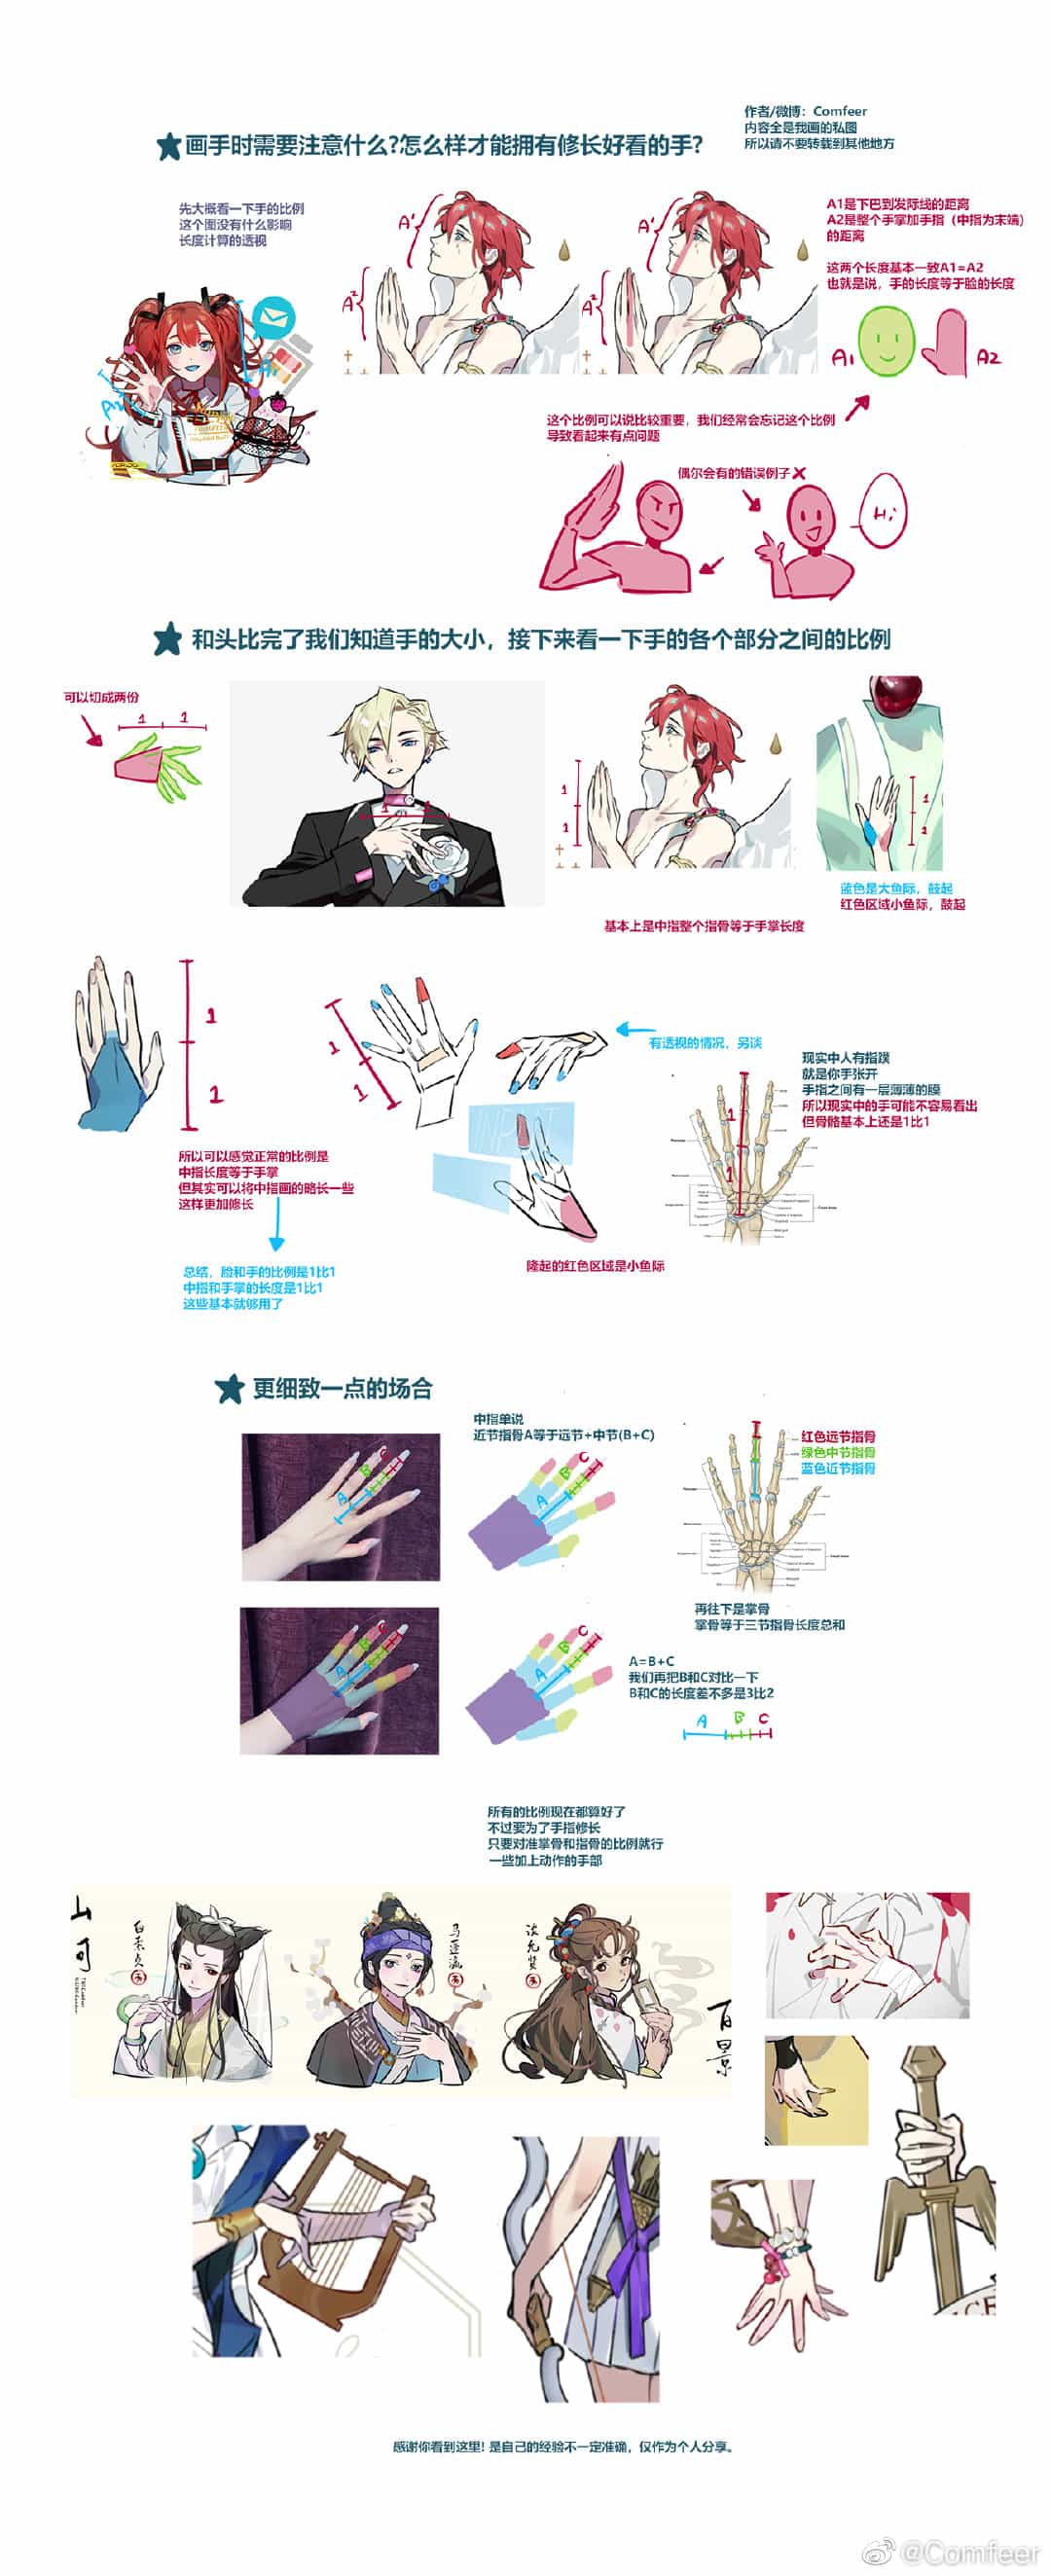 作者/微博：Comfeer
内容全是我画的私图
所以请不要转载到其他地方
画手时需要注意什么?怎么样才能拥有修长好看的手?
先大概看一下手的比例
这个图没有什么影响
长度计算的透视
A1
A2
A1
A2
A1
A2
A1是下巴到发际线的距离
A2是整个手掌加手指（中指为末端）
的距离
这两个长度基本一致A1=A2
也就是说，手的长度等于脸的长度
A1
A2
这个比例可以说比较重要，我们经常会忘记这个比例
导致看起来有点问题
偶尔会有的错误例子
Hi
和头比完了我们知道手的大小，接下来看一下手的各个部分之间的比例
可以切成两份
1 1
1 1
1
1
1
1
蓝色是大鱼际，鼓起
红色区域小鱼际，鼓起
基本上是中指整个指骨等于手掌长度
1
1
1
1
有透视的情况，另谈
现实中人有指蹼
就是你手张开
手指之间有一层薄薄的膜
所以现实中的手可能不容易看出
但骨骼基本上还是1比1
1
1
所以可以感觉正常的比例是
中指长度等于手掌
但其实可以将中指画的略长一些
这样更加修长
总结，脸和手的比例是1比1
中指和手掌的长度是1比1
这些基本就够用了
隆起的红色区域是小鱼际
更细致一点的场合
中指单说
近节指骨A等于远节+中节(B+C)
A B C
A B C
红色远节指骨
绿色中节指骨
蓝色近节指骨
再往下是掌骨
掌骨等于三节指骨长度总和
A B C
A B C
A=B+C
我们再把B和C对比一下
B和C的长度差不多是3比2
A B C
所有的比例现在都算好了
不过要为了手指修长
只要对准掌骨和指骨的比例就行
一些加上动作的手部
山
可
白素贞
谈允贤
百
景
感谢你看到这里! 是自己的经验不一定准确，仅作为个人分享。
@Comfeer